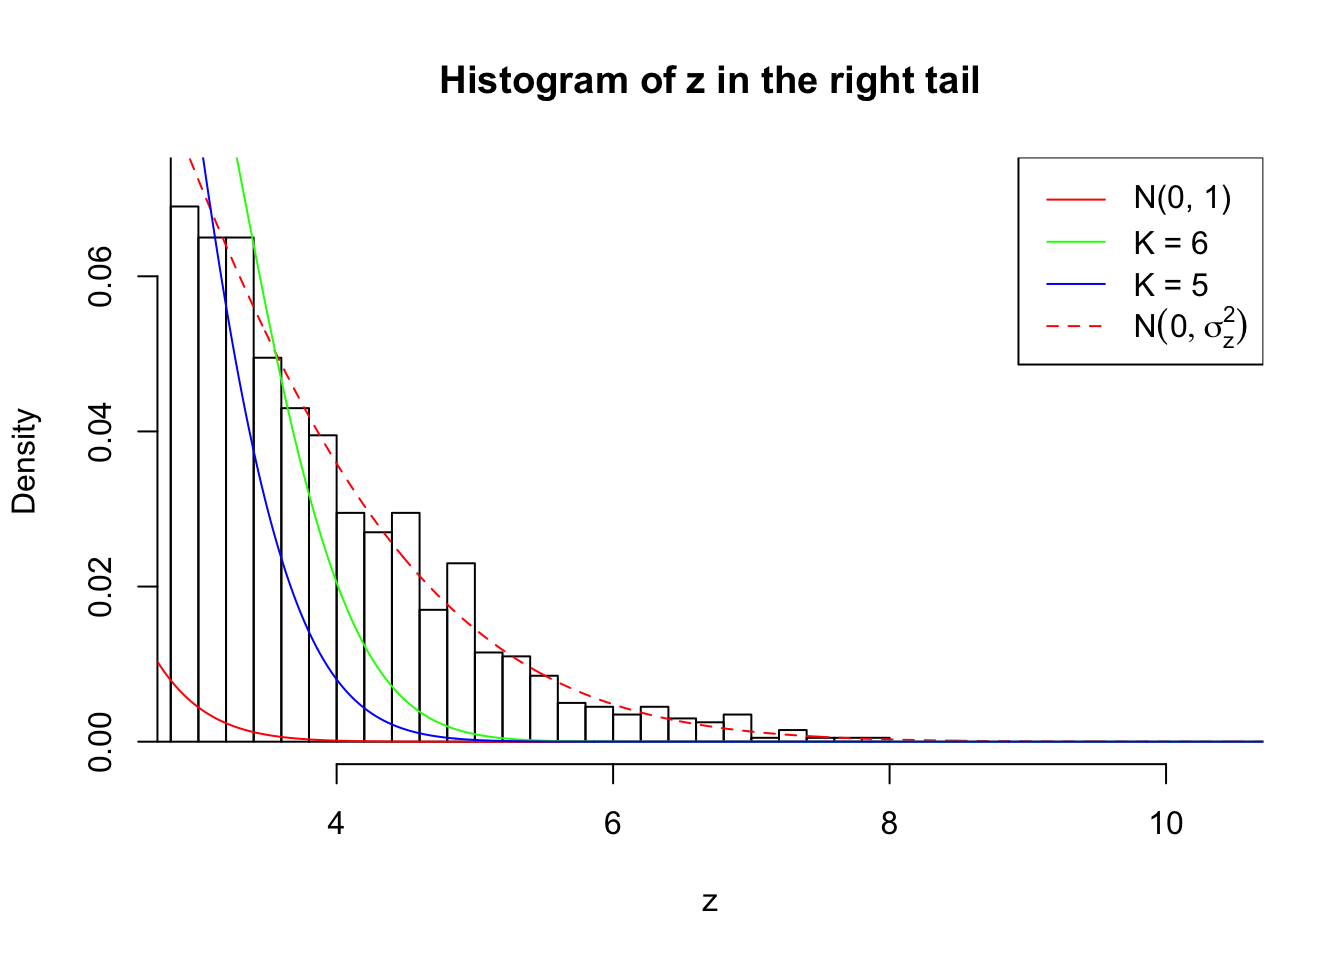 Histogram of z in the right tail
N(0, 1)
K = 6
K = 5
N(0, σ_z^2)
Density
0.06
0.04
0.02
0.00
4 6 8 10
z